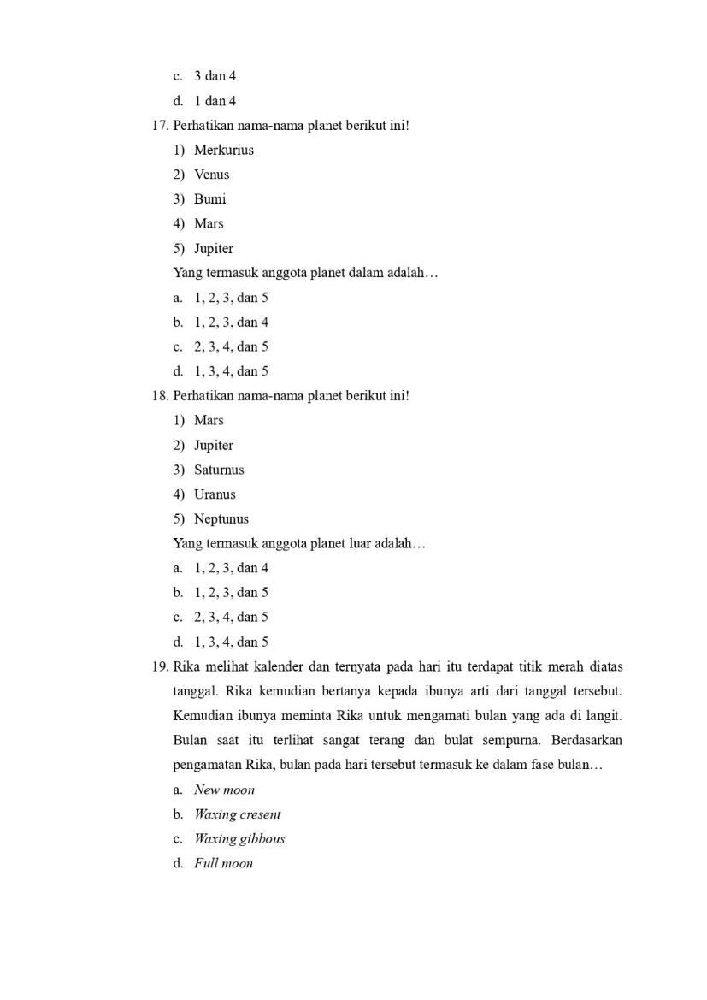 c. 3 dan 4
d. 1 dan 4
17. Perhatikan nama-nama planet berikut ini!
1) Merkurius
2) Venus
3) Bumi
4) Mars
5) Jupiter
Yang termasuk anggota planet dalam adalah…
a. 1, 2, 3, dan 5
b. 1, 2, 3, dan 4
c. 2, 3, 4, dan 5
d. 1, 3, 4, dan 5
18. Perhatikan nama-nama planet berikut ini!
1) Mars
2) Jupiter
3) Saturnus
4) Uranus
5) Neptunus
Yang termasuk anggota planet luar adalah…
a. 1, 2, 3, dan 4
b. 1, 2, 3, dan 5
c. 2, 3, 4, dan 5
d. 1, 3, 4, dan 5
19. Rika melihat kalender dan ternyata pada hari itu terdapat titik merah diatas
tanggal. Rika kemudian bertanya kepada ibunya arti dari tanggal tersebut.
Kemudian ibunya meminta Rika untuk mengamati bulan yang ada di langit.
Bulan saat itu terlihat sangat terang dan bulat sempurna. Berdasarkan
pengamatan Rika, bulan pada hari tersebut termasuk ke dalam fase bulan…
a. New moon
b. Waxing cresent
c. Waxing gibbous
d. Full moon